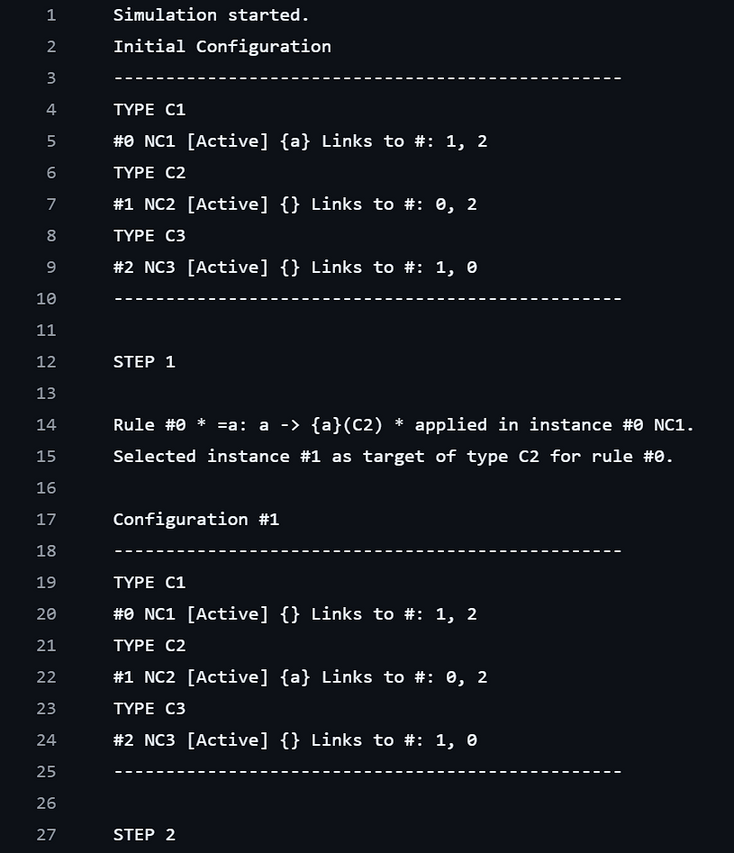 1 Simulation started.
2 Initial Configuration
3 -------------------------------------------------
4 TYPE C1
5 #0 NC1 [Active] {a} Links to #: 1, 2
6 TYPE C2
7 #1 NC2 [Active] {} Links to #: 0, 2
8 TYPE C3
9 #2 NC3 [Active] {} Links to #: 1, 0
10 -------------------------------------------------
11
12 STEP 1
13
14 Rule #0 * =a: a -> {a}(C2) * applied in instance #0 NC1.
15 Selected instance #1 as target of type C2 for rule #0.
16
17 Configuration #1
18 -------------------------------------------------
19 TYPE C1
20 #0 NC1 [Active] {} Links to #: 1, 2
21 TYPE C2
22 #1 NC2 [Active] {a} Links to #: 0, 2
23 TYPE C3
24 #2 NC3 [Active] {} Links to #: 1, 0
25 -------------------------------------------------
26
27 STEP 2